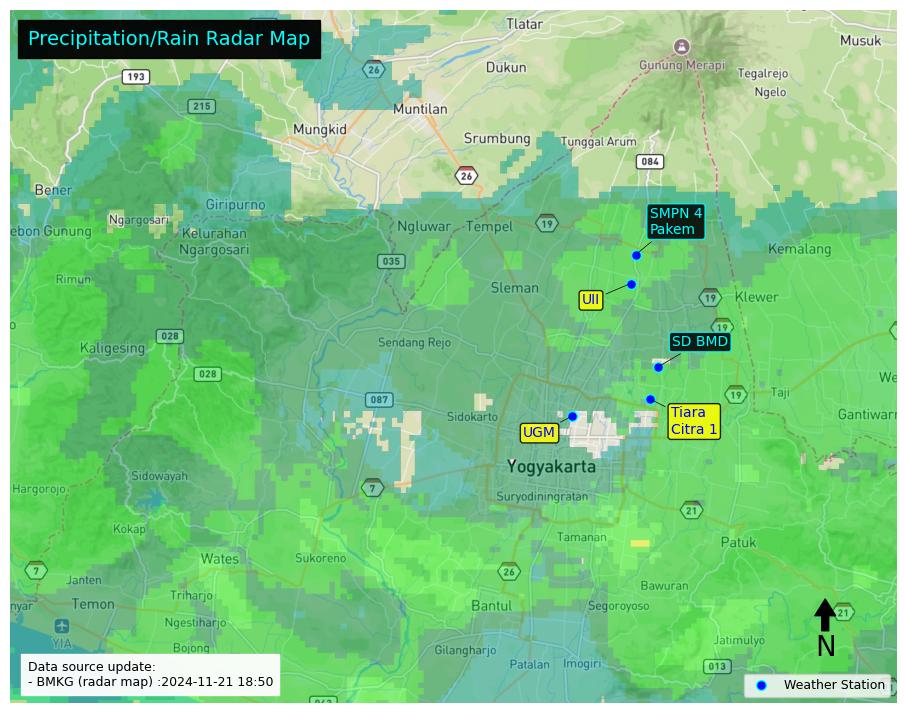 Precipitation/Rain Radar Map
Tlatar
Musuk
26
193
Dukun
Gunung Merapi
Tegalrejo
Ngelo
215
Muntilan
Mungkid
Srumbung
Tunggal Arum
084
26
Bener
Giripurno
SMPN 4
Pakem
Ngargosari
Ngluwar
Tempel
19
ebon Gunung
Kelurahan
Ngargosari
Kemalang
035
Rimun
Sleman
UII
19
Klewer
19
028
Sendang Rejo
SD BMD
Kaligesing
028
Taji
We
087
19
Sidokarto
Tiara
Citra 1
Gantiwar
UGM
Yogyakarta
Sidowayah
7
Hargorojo
Suryodiningratan
21
Kokap
Tamanan
Patuk
Wates
Sukoreno
7
26
Janten
Bawuran
nyar
Temon
Triharjo
Bantul
Segoroyoso
21
Ngestiharjo
YIA
N
Jatimulyo
Bojong
Gilangharjo
Patalan
Imogiri
013
Data source update:
- BMKG (radar map) :2024-11-21 18:50
Weather Station